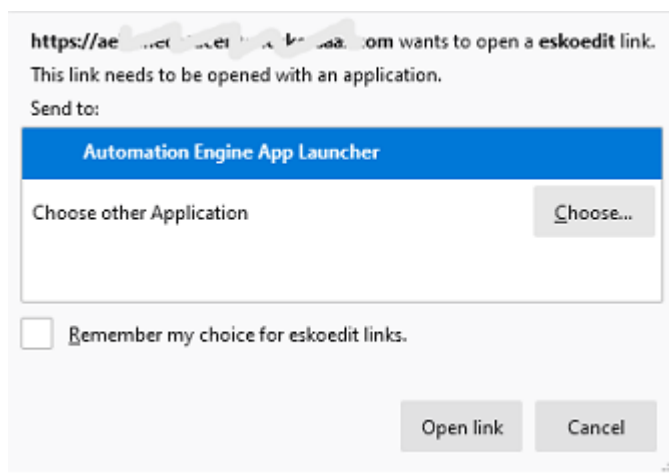 https://ae com wants to open a eskoedit link.
This link needs to be opened with an application.
Send to:
Automation Engine App Launcher
Choose other Application
Choose...
Remember my choice for eskoedit links.
Open link
Cancel